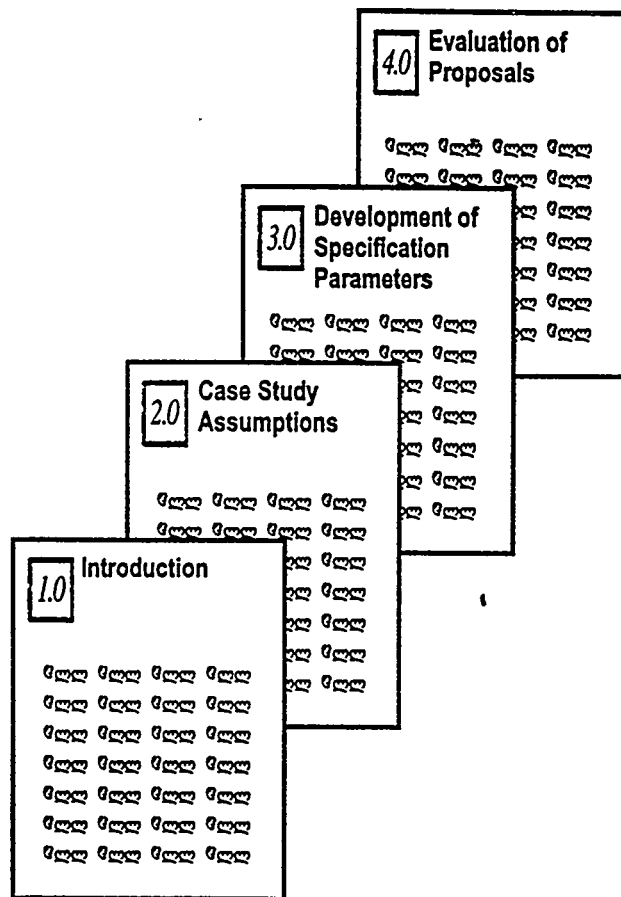 4.0
Evaluation of
Proposals
3.0
Development of
Specification
Parameters
2.0
Case Study
Assumptions
1.0
Introduction